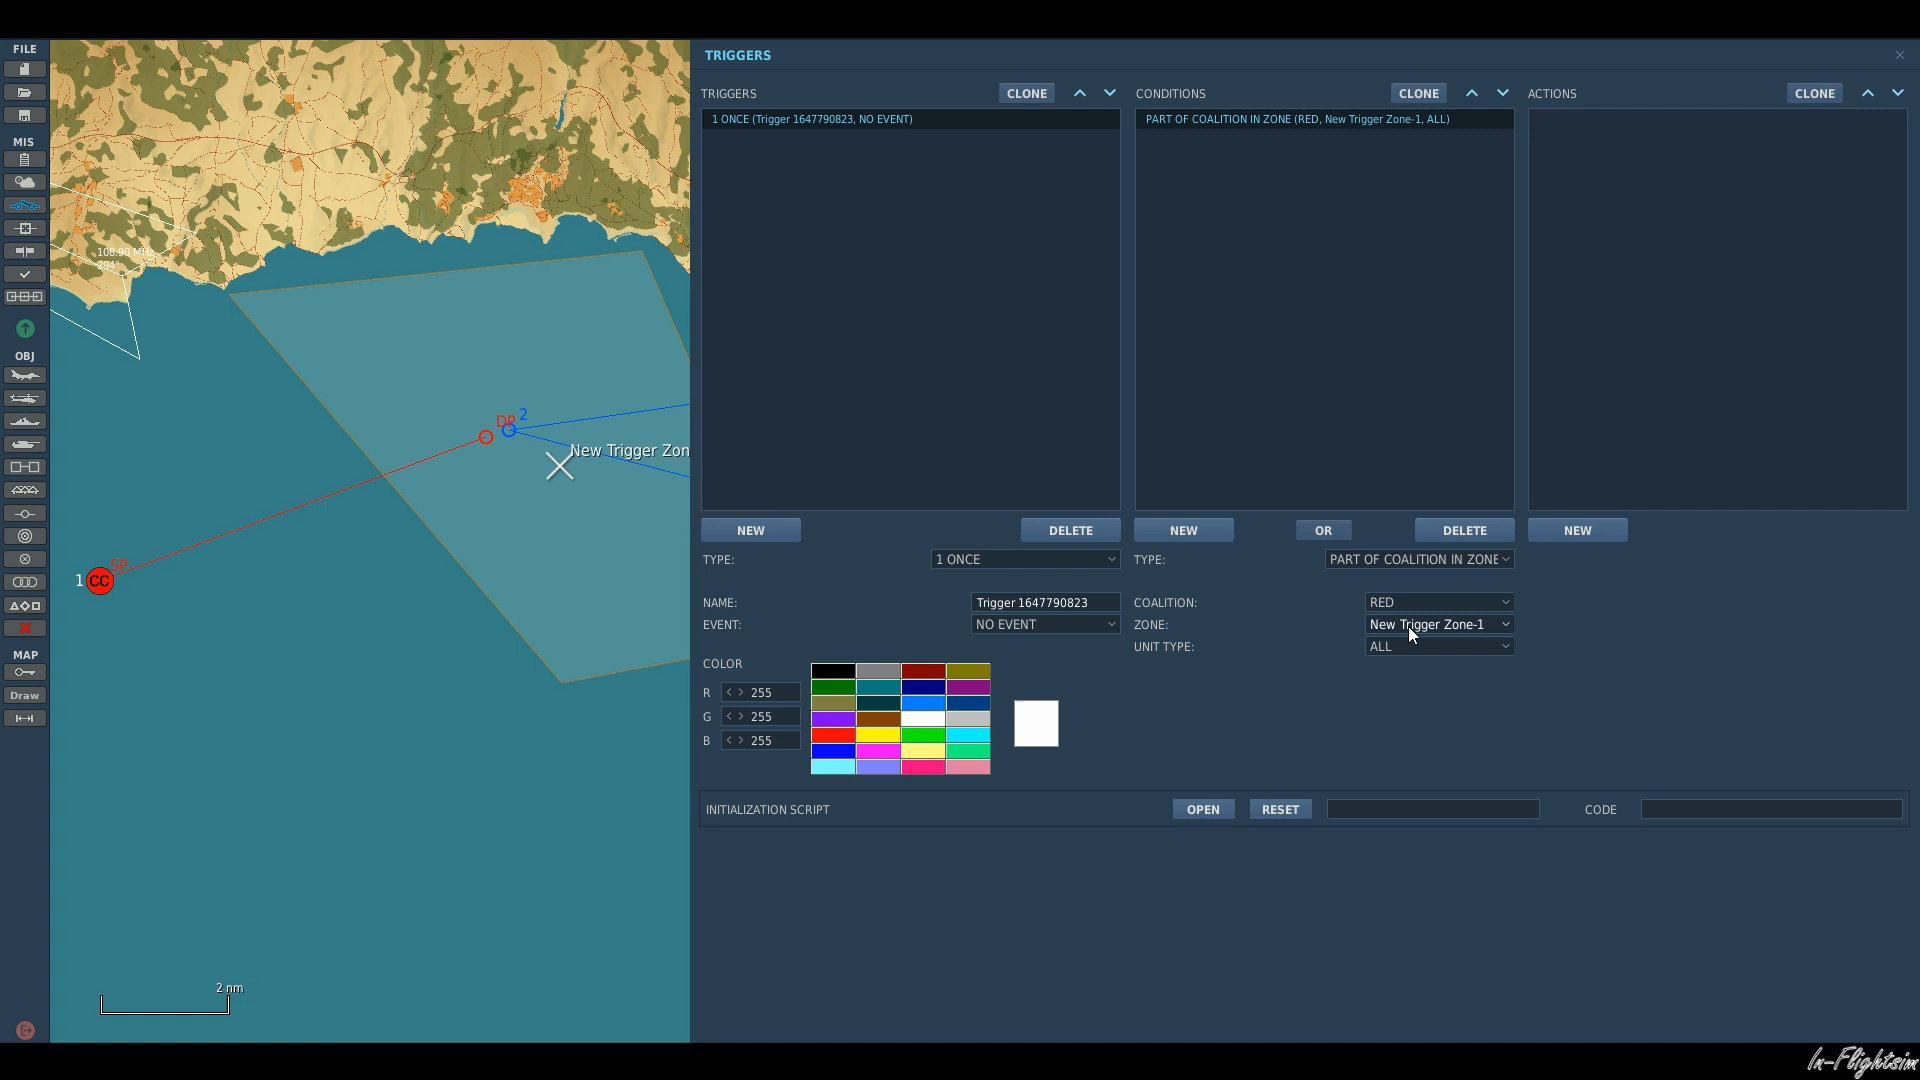 FILE
MIS
OBJ
MAP
Draw
108.90 MHz
294°
DP 2
New Trigger Zon
SP
1 CC
2 nm
TRIGGERS
TRIGGERS CLONE CONDITIONS CLONE ACTIONS CLONE
1 ONCE (Trigger 1647790823, NO EVENT) PART OF COALITION IN ZONE (RED, New Trigger Zone-1, ALL)
NEW DELETE NEW OR DELETE NEW
TYPE: 1 ONCE TYPE: PART OF COALITION IN ZONE
NAME: Trigger 1647790823 COALITION: RED
EVENT: NO EVENT ZONE: New Trigger Zone-1
UNIT TYPE: ALL
COLOR
R < > 255
G < > 255
B < > 255
INITIALIZATION SCRIPT OPEN RESET CODE
In-Flightsim